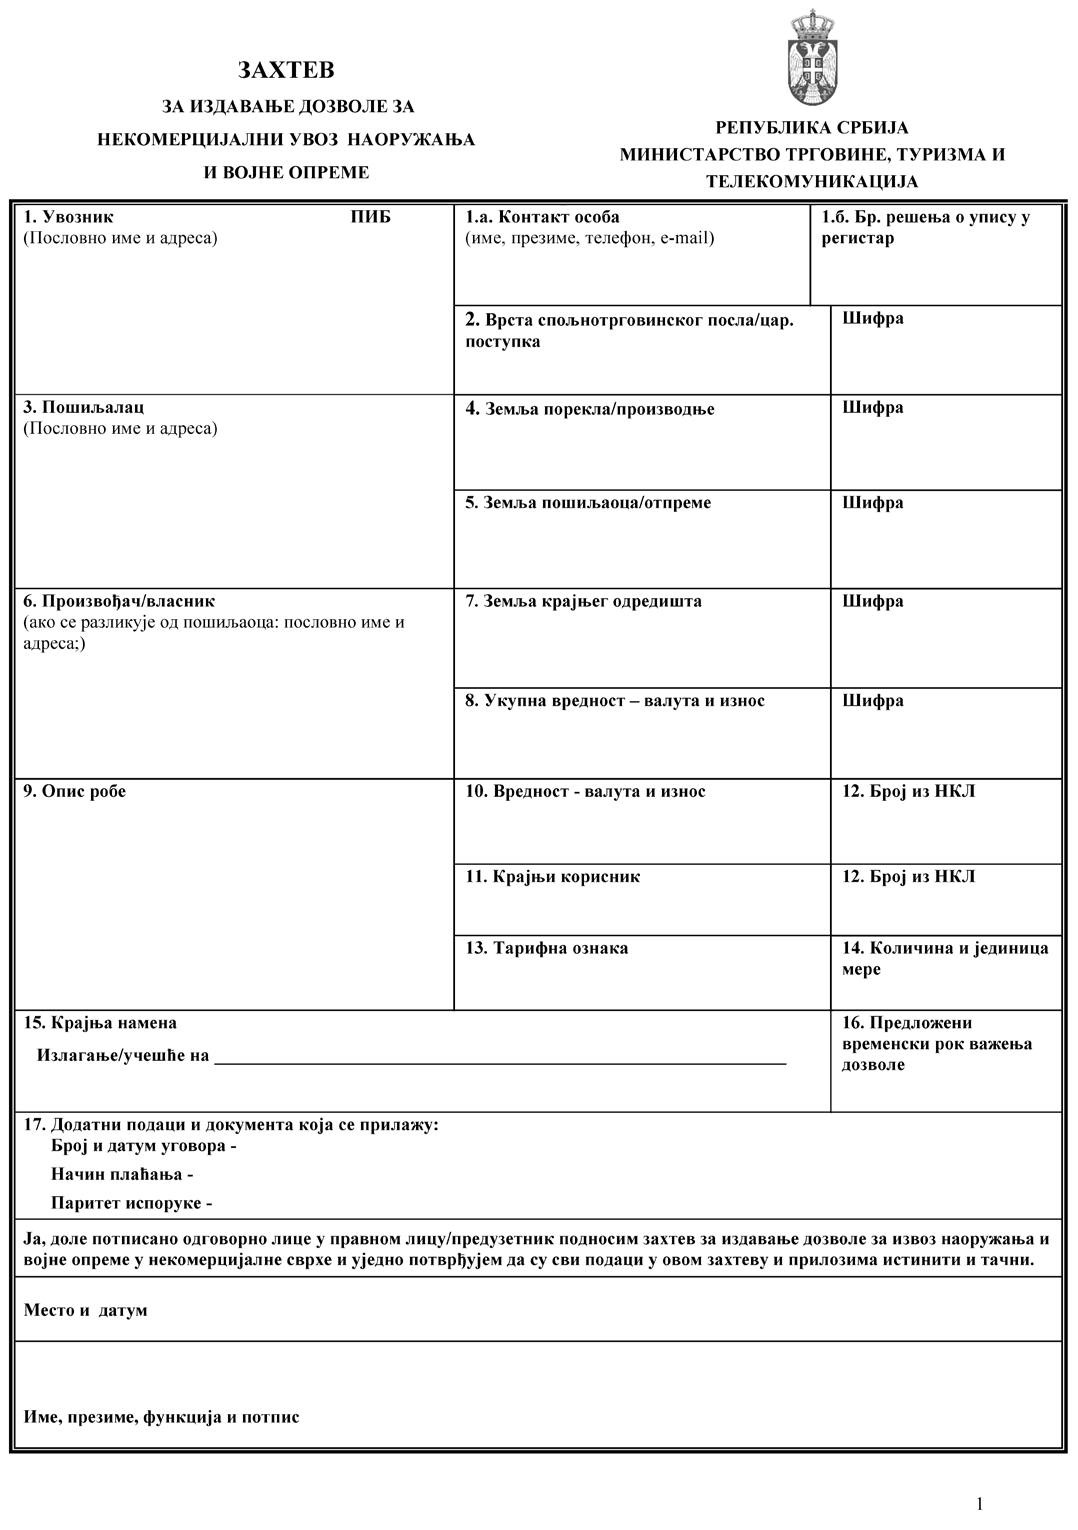 ЗАХТЕВ
ЗА ИЗДАВАЊЕ ДОЗВОЛЕ ЗА
НЕКОМЕРЦИЈАЛНИ УВОЗ НАОРУЖАЊА
И ВОЈНЕ ОПРЕМЕ
РЕПУБЛИКА СРБИЈА
МИНИСТАРСТВО ТРГОВИНЕ, ТУРИЗМА И
ТЕЛЕКОМУНИКАЦИЈА
1. Увозник ПИБ
(Пословно име и адреса)
1.а. Контакт особа
(име, презиме, телефон, e-mail)
1.б. Бр. решења о упису у
регистар
2. Врста спољнотрговинског посла/цар.
поступка
Шифра
3. Пошиљалац
(Пословно име и адреса)
4. Земља порекла/производње
Шифра
5. Земља пошиљаоца/отпреме
Шифра
6. Произвођач/власник
(ако се разликује од пошиљаоца: пословно име и
адреса;)
7. Земља крајњег одредишта
Шифра
8. Укупна вредност – валута и износ
Шифра
9. Опис робе
10. Вредност - валута и износ
12. Број из НКЛ
11. Крајњи корисник
12. Број из НКЛ
13. Тарифна ознака
14. Количина и јединица
мере
15. Крајња намена
Излагање/учешће на
16. Предложени
временски рок важења
дозволе
17. Додатни подаци и документа која се прилажу:
Број и датум уговора -
Начин плаћања -
Паритет испоруке -
Ја, доле потписано одговорно лице у правном лицу/предузетник подносим захтев за издавање дозволе за извоз наоружања и
војне опреме у некомерцијалне сврхе и уједно потврђујем да су сви подаци у овом захтеву и прилозима истинити и тачни.
Место и датум
Име, презиме, функција и потпис
1